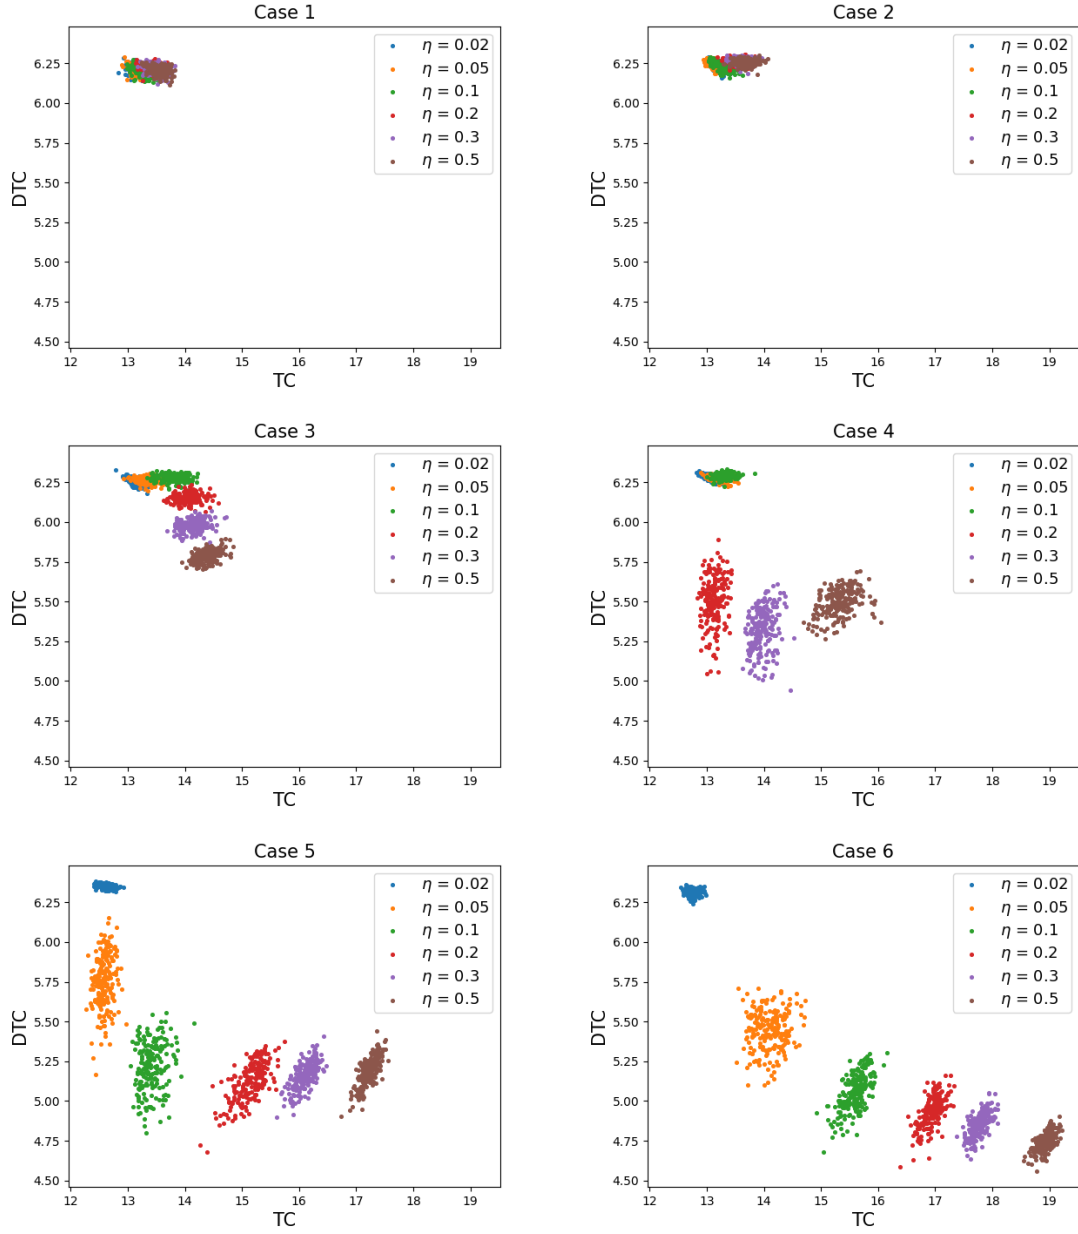 Case 1
DTC
6.25
6.00
5.75
5.50
5.25
5.00
4.75
4.50
η = 0.02
η = 0.05
η = 0.1
η = 0.2
η = 0.3
η = 0.5
12 13 14 15 16 17 18 19
TC
Case 2
DTC
6.25
6.00
5.75
5.50
5.25
5.00
4.75
4.50
η = 0.02
η = 0.05
η = 0.1
η = 0.2
η = 0.3
η = 0.5
12 13 14 15 16 17 18 19
TC
Case 3
DTC
6.25
6.00
5.75
5.50
5.25
5.00
4.75
4.50
η = 0.02
η = 0.05
η = 0.1
η = 0.2
η = 0.3
η = 0.5
12 13 14 15 16 17 18 19
TC
Case 4
DTC
6.25
6.00
5.75
5.50
5.25
5.00
4.75
4.50
η = 0.02
η = 0.05
η = 0.1
η = 0.2
η = 0.3
η = 0.5
12 13 14 15 16 17 18 19
TC
Case 5
DTC
6.25
6.00
5.75
5.50
5.25
5.00
4.75
4.50
η = 0.02
η = 0.05
η = 0.1
η = 0.2
η = 0.3
η = 0.5
12 13 14 15 16 17 18 19
TC
Case 6
DTC
6.25
6.00
5.75
5.50
5.25
5.00
4.75
4.50
η = 0.02
η = 0.05
η = 0.1
η = 0.2
η = 0.3
η = 0.5
12 13 14 15 16 17 18 19
TC